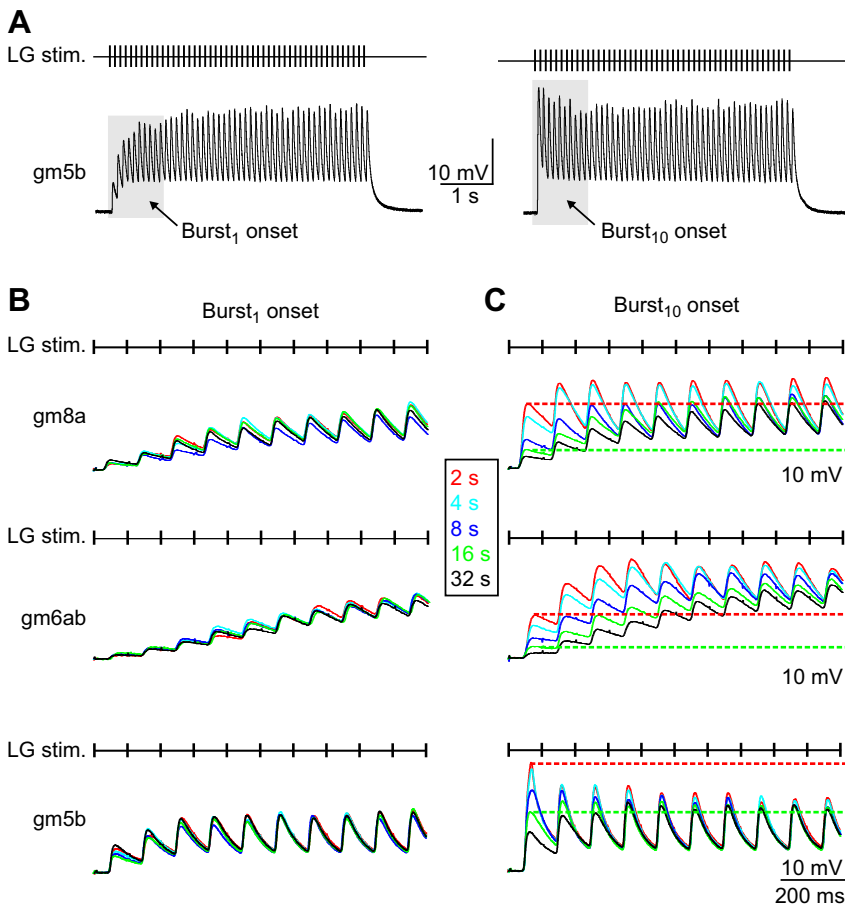 A
LG stim.
gm5b
10 mV
1 s
Burst1 onset
Burst10 onset
B
Burst1 onset
LG stim.
gm8a
LG stim.
gm6ab
LG stim.
gm5b
2 s
4 s
8 s
16 s
32 s
C
Burst10 onset
10 mV
10 mV
10 mV
200 ms